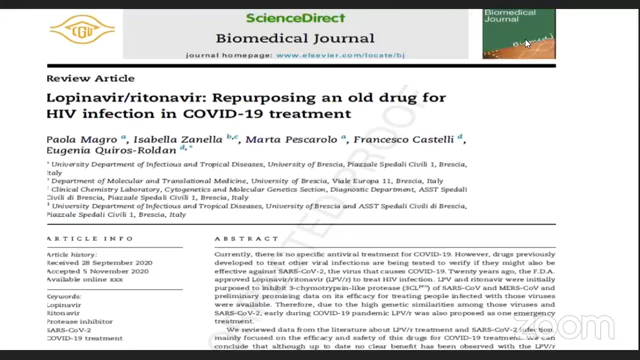 ScienceDirect
Biomedical Journal
journal homepage: www.elsevier.com/locate/bj
Biomedical
Journal
Biomedj
CGU
Review Article
Lopinavir/ritonavir: Repurposing an old drug for
HIV infection in COVID-19 treatment
Paola Magro a, Isabella Zanella b,c, Marta Pescarolo a, Francesco Castelli d,
Eugenia Quiros-Roldan d,*
a University Department of Infectious and Tropical Diseases, University of Brescia, Piazzale Spedali Civili 1, Brescia,
Italy
Department of Molecular and Translational Medicine, University of Brescia, Viale Europa 11, Brescia, Italy
Clinical Chemistry Laboratory, Cytogenetics and Molecular Genetics Section, Diagnostic Department, ASST Spedali
Civili di Brescia, Piazzale Spedali Civili 1, Brescia, Italy
University Department of Infectious and Tropical Diseases, University of Brescia and ASST Spedali Civili di Brescia,
Piazzale Spedali Civili 1, Brescia, Italy
ARTICLE INFO
Article history:
Received 28 September 2020
Accepted 5 November 2020
Available online xxx
Keywords:
Lopinavir
Ritonavir
Protease inhibitor
SARS-CoV-2
COVID-19 treatment
ABSTRACT
Currently, there is no specific antiviral treatment for COVID-19. However, drugs previously
developed to treat other viral infections are being tested to verify if they might also be
effective against SARS-CoV-2, the virus that causes COVID-19. Twenty years ago, the F.D.A.
approved Lopinavir/ritonavir (LPV/r) to treat HIV infection. LPV and ritonavir were initially
purposed to inhibit 3-chymotrypsin-like protease (3CLpro) of SARS-CoV and MERS-CoV and
preliminary promising data on its efficacy for treating people infected with those viruses
were available. Therefore, due to the high genetic similarities among those viruses and
SARS-CoV-2, early during COVID-19 pandemic LPV/r was also proposed as one emergency
treatment.
We reviewed data from the literature about LPV/r treatment and SARS-CoV-2 infection,
mainly focused on the efficacy and safety of this drugs for COVID-19 treatment. We can
conclude that although up to date no clear benefit has been observed with the LPV/r
zoom